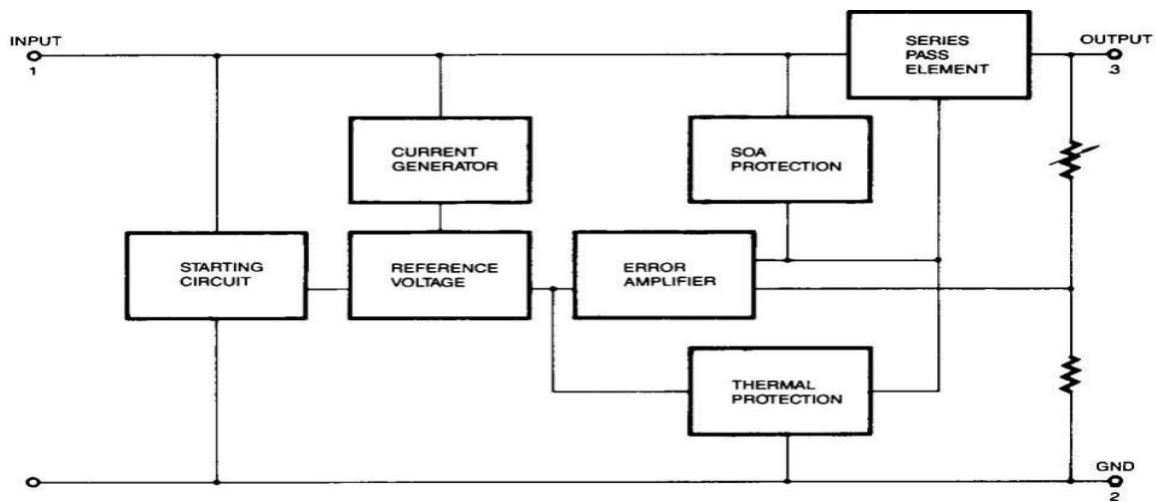 INPUT
1
SERIES
PASS
ELEMENT
OUTPUT
3
CURRENT
GENERATOR
SOA
PROTECTION
STARTING
CIRCUIT
REFERENCE
VOLTAGE
ERROR
AMPLIFIER
THERMAL
PROTECTION
GND
2